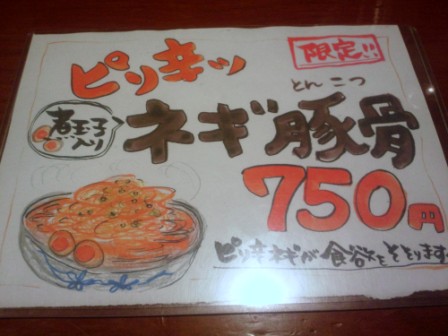 限定!!
ピリ辛ッ
煮玉子
入り
とんこつ
ネギ豚骨
750円
ピリ辛ネギが食欲をそそります